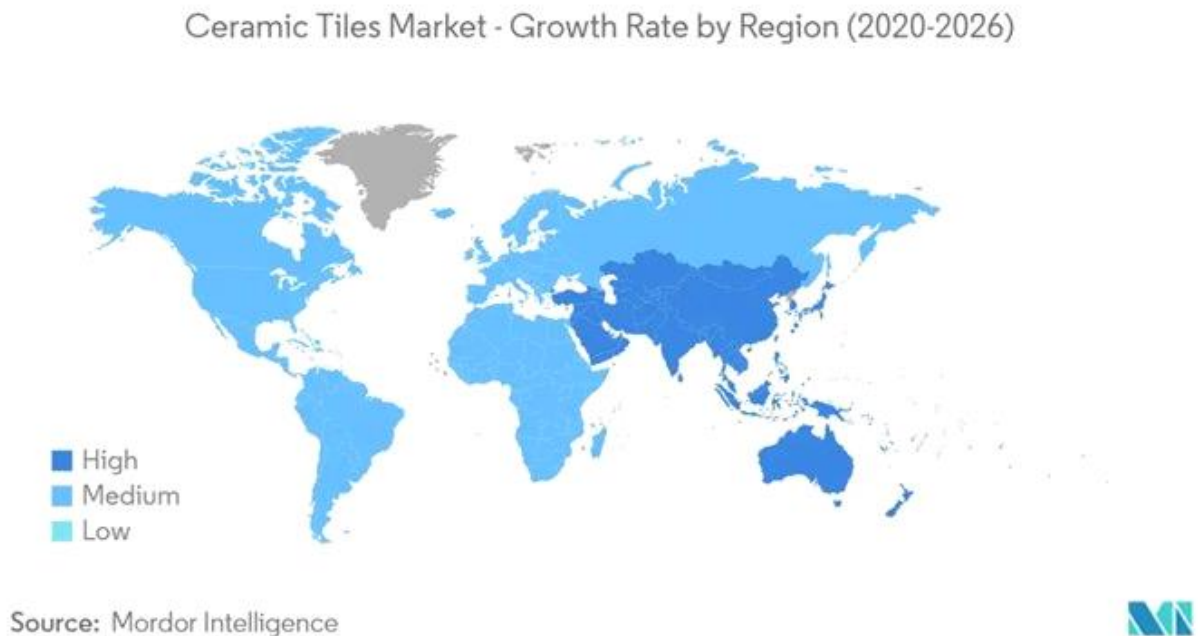 Ceramic Tiles Market - Growth Rate by Region (2020-2026)
High
Medium
Low
Source: Mordor Intelligence